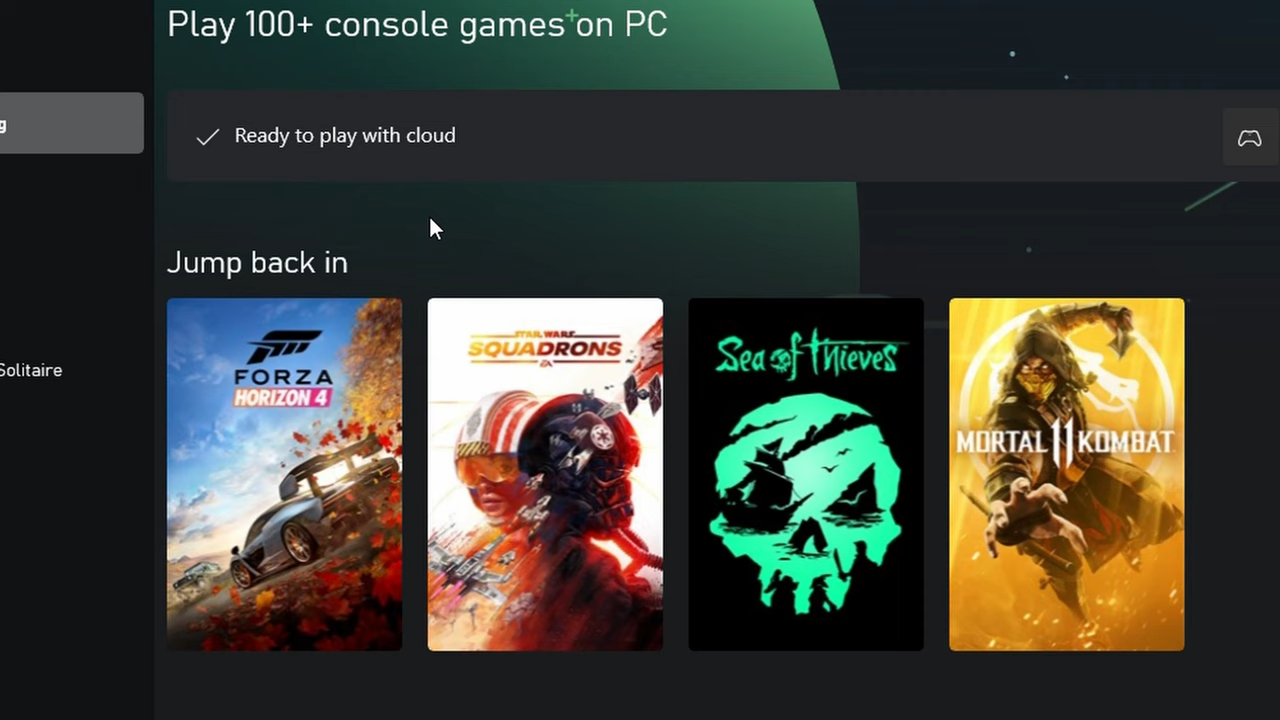 Play 100+ console games on PC
g
Ready to play with cloud
Jump back in
Solitaire
FORZA
HORIZON 4
STAR WARS
SQUADRONS
EA
Sea of Thieves
MORTAL 11 KOMBAT